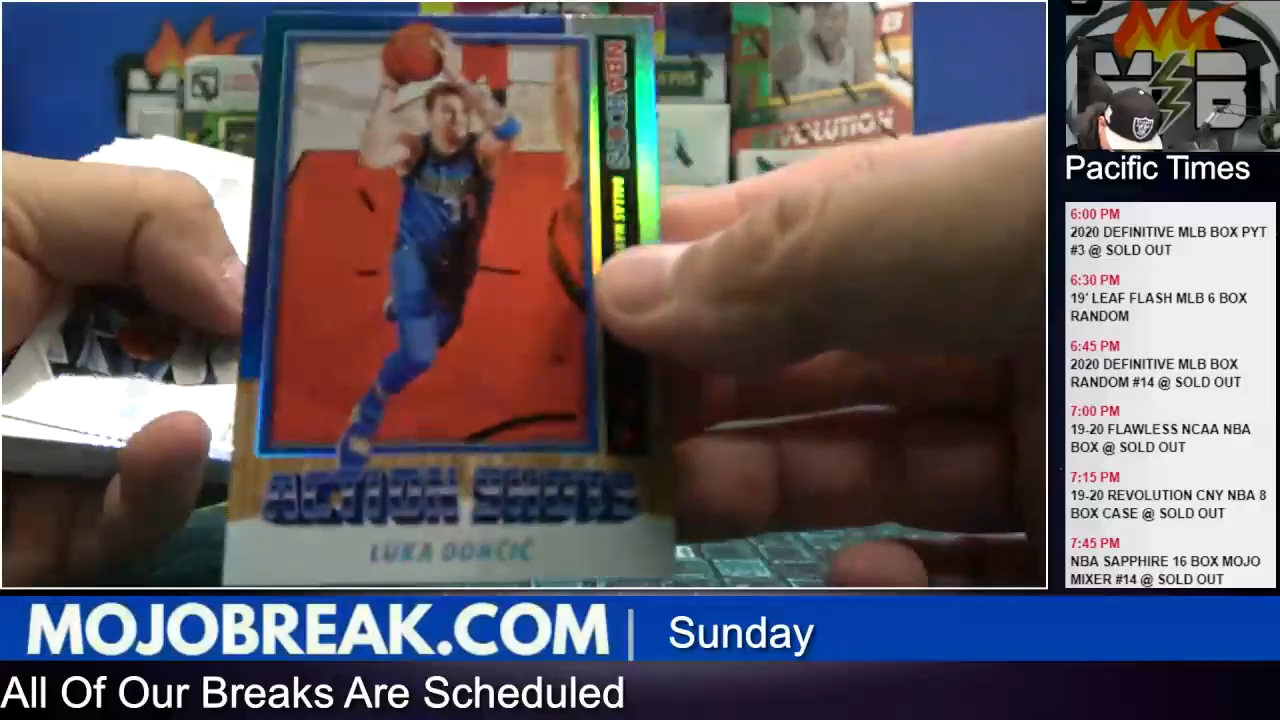 NBA HOOPS
ACTION SHOTS
LUKA DONČIĆ
Pacific Times
6:00 PM
2020 DEFINITIVE MLB BOX PYT
#3 @ SOLD OUT
6:30 PM
19' LEAF FLASH MLB 6 BOX
RANDOM
6:45 PM
2020 DEFINITIVE MLB BOX
RANDOM #14 @ SOLD OUT
7:00 PM
19-20 FLAWLESS NCAA NBA
BOX @ SOLD OUT
7:15 PM
19-20 REVOLUTION CNY NBA 8
BOX CASE @ SOLD OUT
7:45 PM
NBA SAPPHIRE 16 BOX MOJO
MIXER #14 @ SOLD OUT
MOJOBREAK.COM | Sunday
All Of Our Breaks Are Scheduled